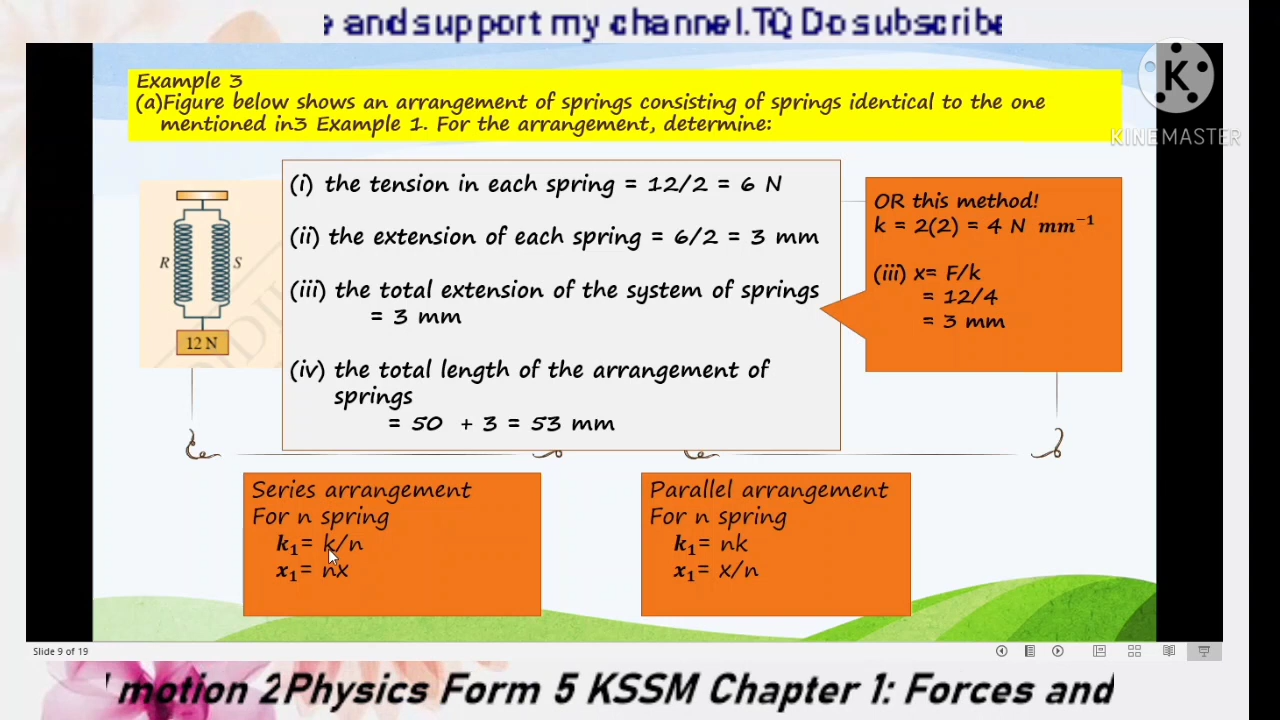 and support my channel.TQ Do subscribe
K
KINEMASTER
Example 3
(a)Figure below shows an arrangement of springs consisting of springs identical to the one
mentioned in3 Example 1. For the arrangement, determine:
R
S
12 N
(i) the tension in each spring = 12/2 = 6 N
(ii) the extension of each spring = 6/2 = 3 mm
(iii) the total extension of the system of springs
= 3 mm
(iv) the total length of the arrangement of
springs
= 50 + 3 = 53 mm
OR this method!
k = 2(2) = 4 N mm⁻¹
(iii) x= F/k
= 12/4
= 3 mm
Series arrangement
For n spring
k₁= k/n
x₁= nx
Parallel arrangement
For n spring
k₁= nk
x₁= x/n
Slide 9 of 19
motion 2Physics Form 5 KSSM Chapter 1: Forces and